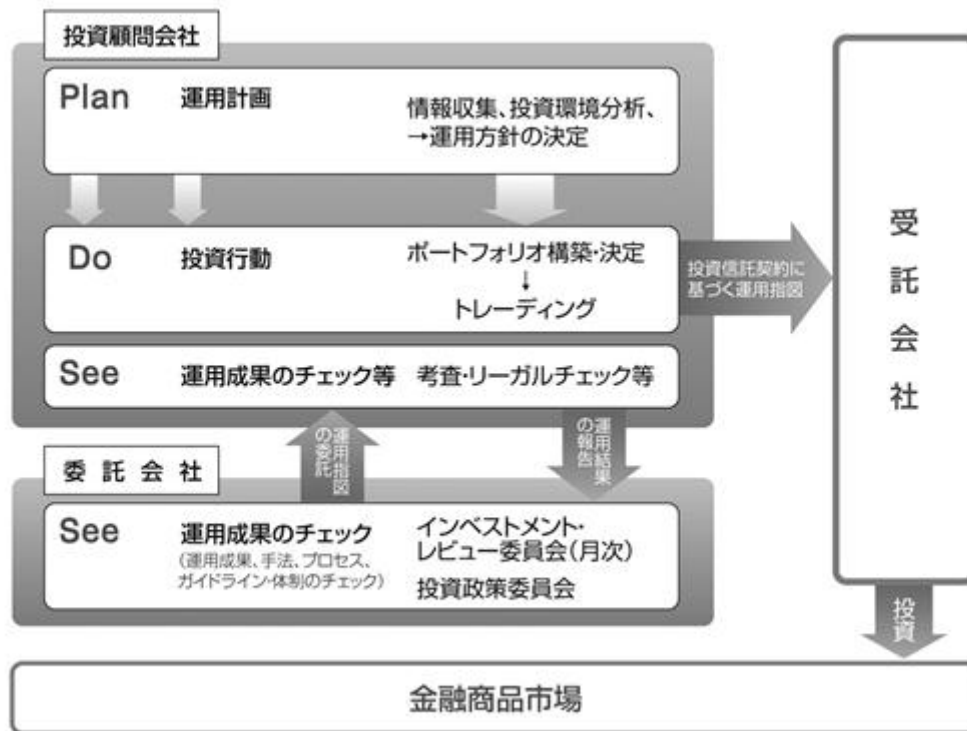 投資顧問会社
Plan 運用計画
情報収集、投資環境分析、
→運用方針の決定
Do 投資行動
ポートフォリオ構築・決定
↓
トレーディング
See 運用成果のチェック等 考査・リーガルチェック等
投資信託契約に
基づく運用指図
運用指図
の委託
運用結果
の報告
委託会社
See 運用成果のチェック
(運用成果、手法、プロセス、
ガイドライン・体制のチェック)
インベストメント・
レビュー委員会(月次)
投資政策委員会
受託会社
投資
金融商品市場